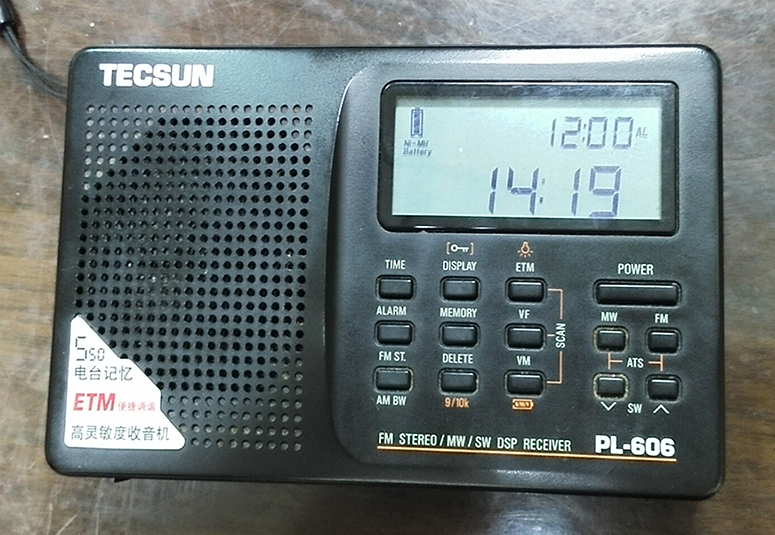 TECSUN
Ni-MH
Battery
12:00 AL
14:19
TIME
DISPLAY
ETM
POWER
ALARM
MEMORY
VF
MW
FM
SCAN
FM ST.
DELETE
VM
ATS
AM BW
9/10k
SW
550
电台记忆
ETM 便捷调谐
高灵敏度收音机
FM STEREO / MW / SW DSP RECEIVER
PL-606